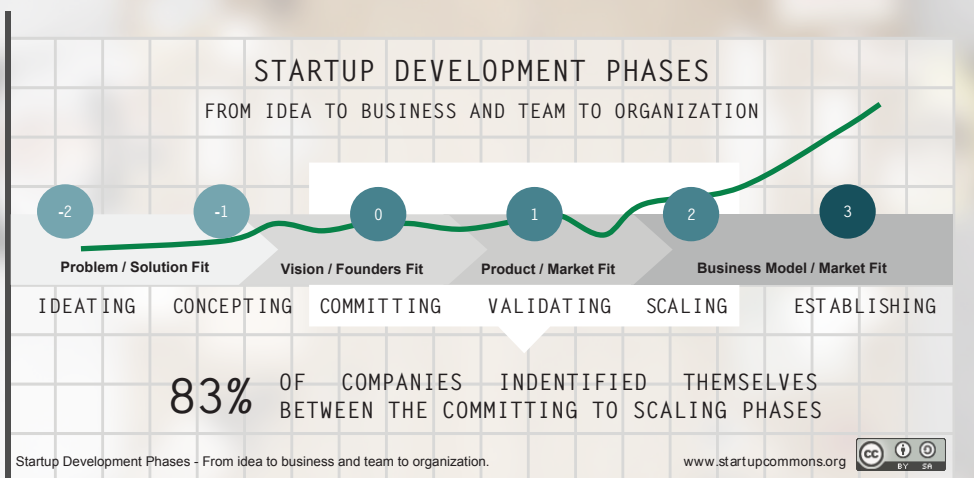 STARTUP DEVELOPMENT PHASES
FROM IDEA TO BUSINESS AND TEAM TO ORGANIZATION
-2
-1
0
1
2
3
Problem / Solution Fit
Vision / Founders Fit
Product / Market Fit
Business Model / Market Fit
IDEATING
CONCEPTING
COMMITTING
VALIDATING
SCALING
ESTABLISHING
83%
OF COMPANIES INDENTIFIED THEMSELVES
BETWEEN THE COMMITTING TO SCALING PHASES
Startup Development Phases - From idea to business and team to organization.
www.startupcommons.org
cc
BY SA